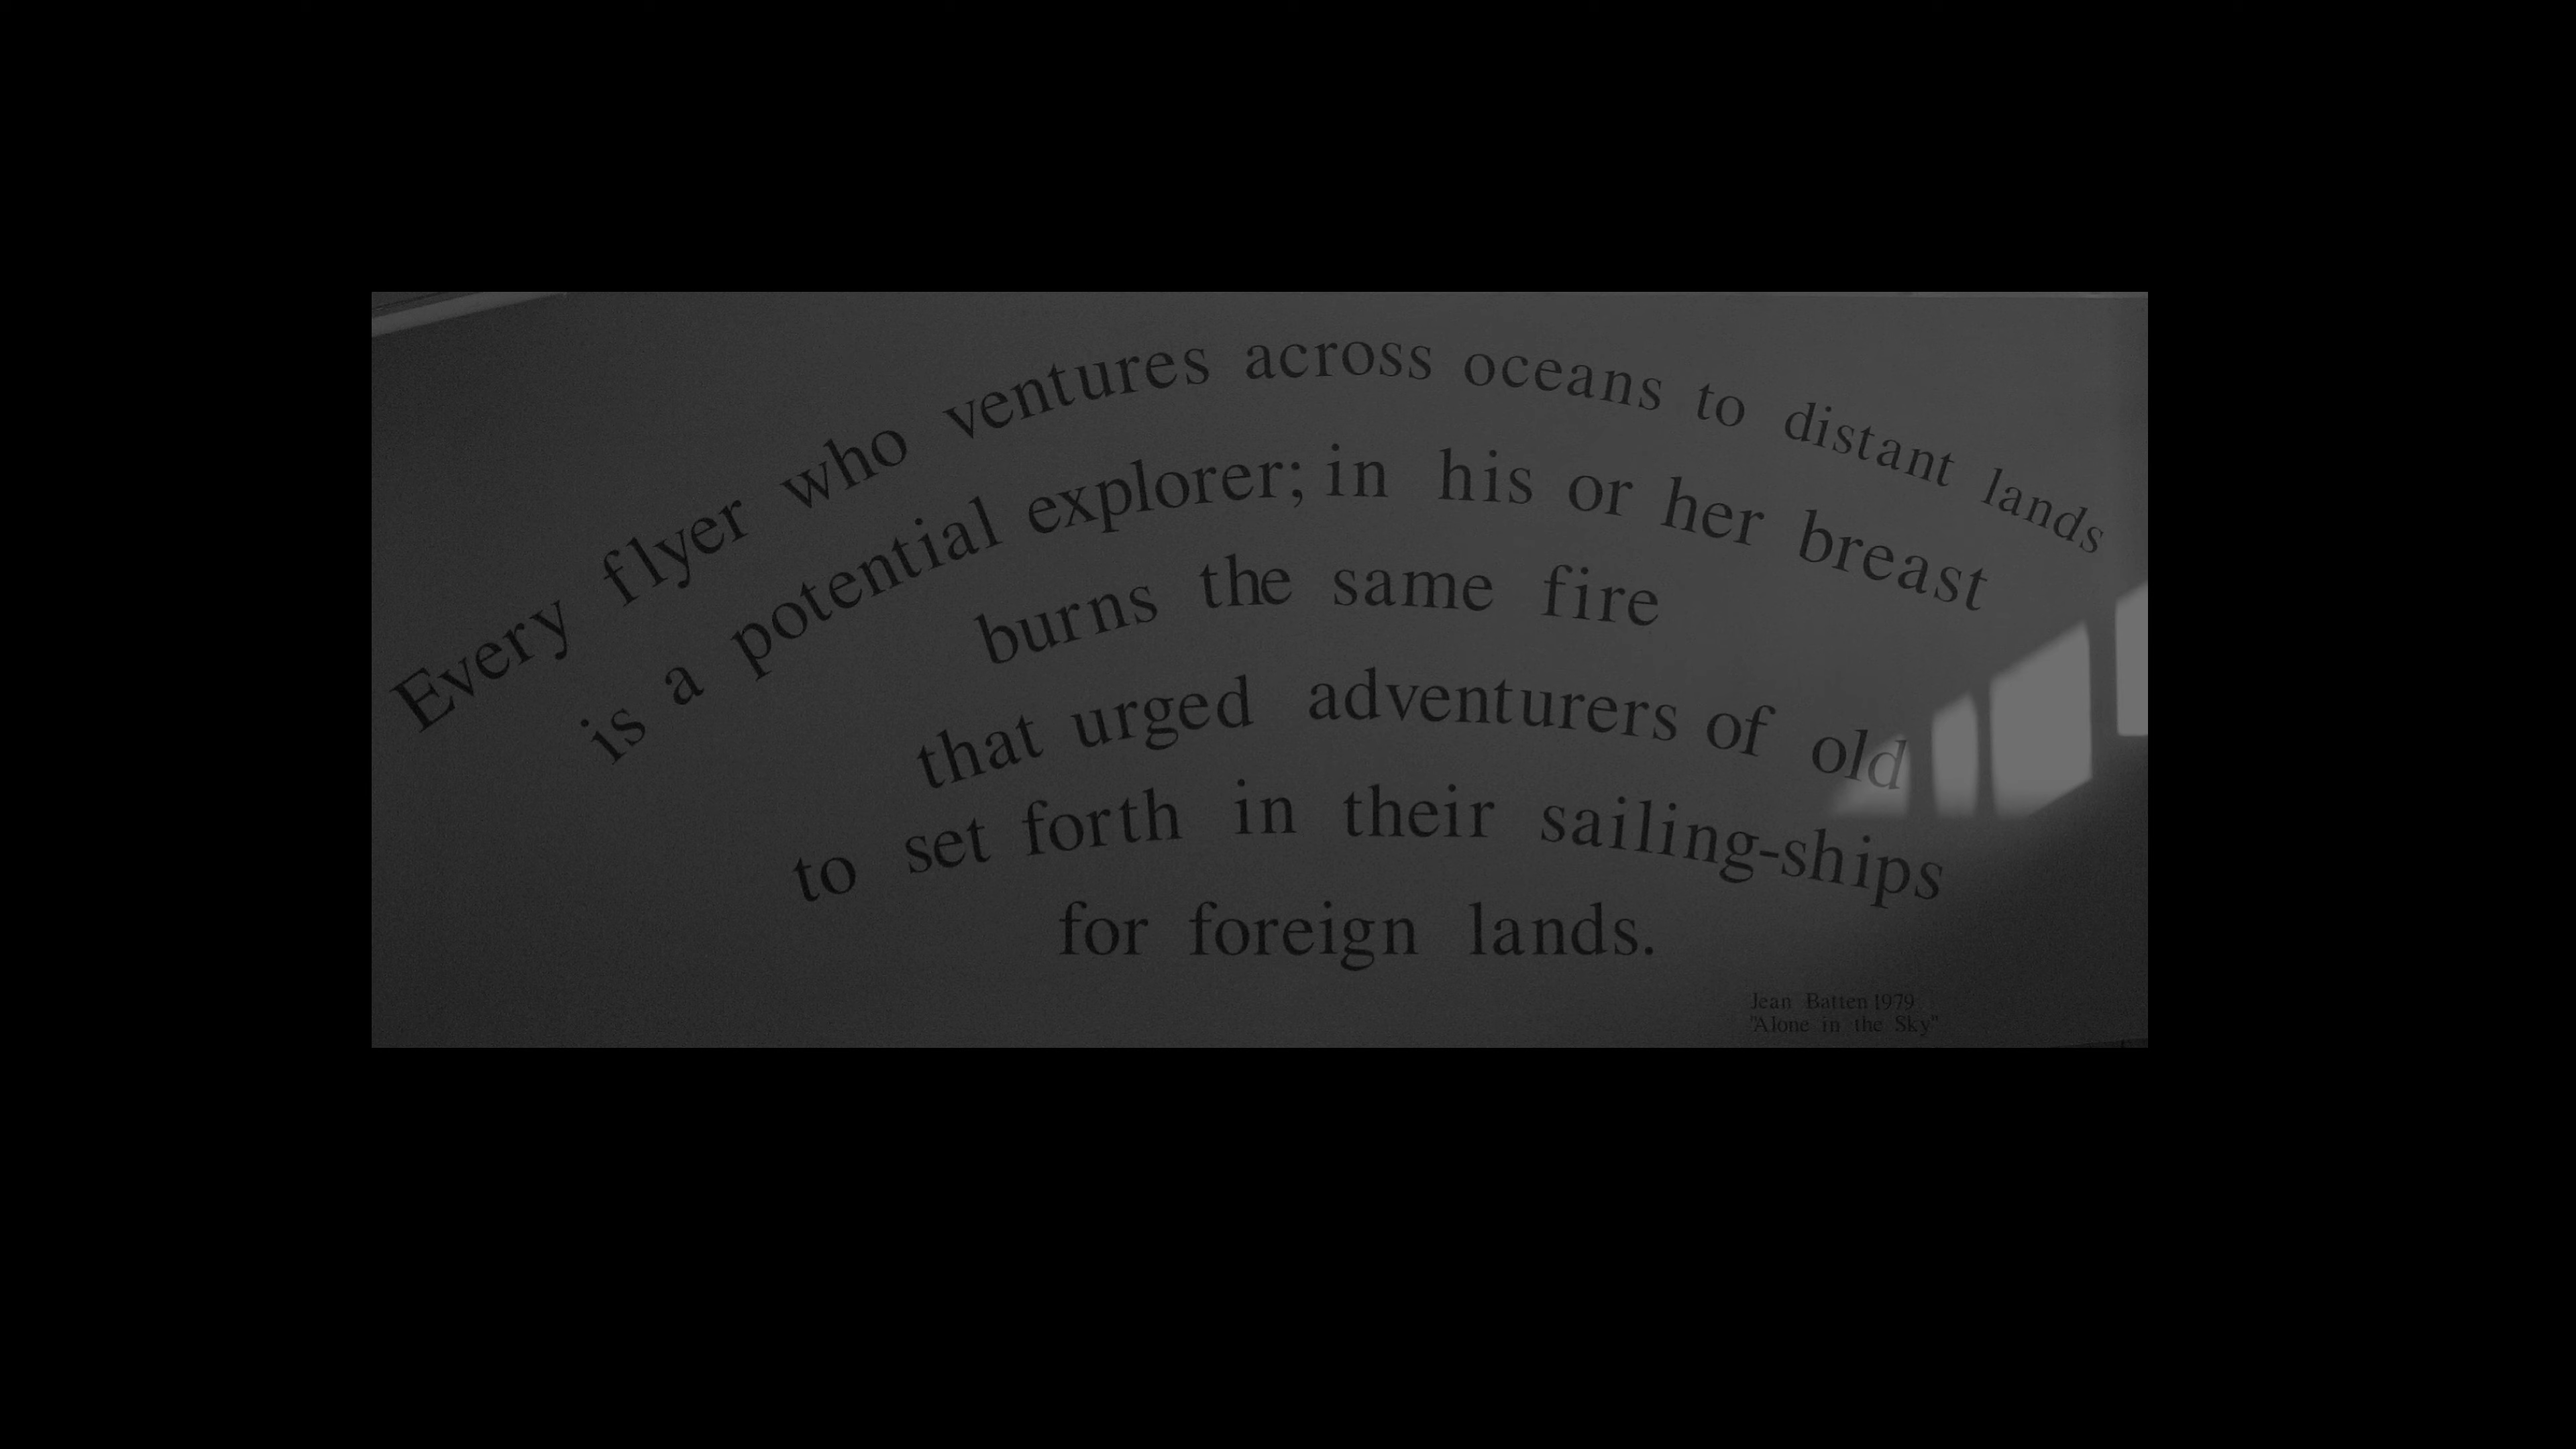 Every flyer who ventures across oceans to distant lands
is a potential explorer; in his or her breast
burns the same fire
that urged adventurers of old
to set forth in their sailing-ships
for foreign lands.
Jean Batten 1979
"Alone in the Sky"